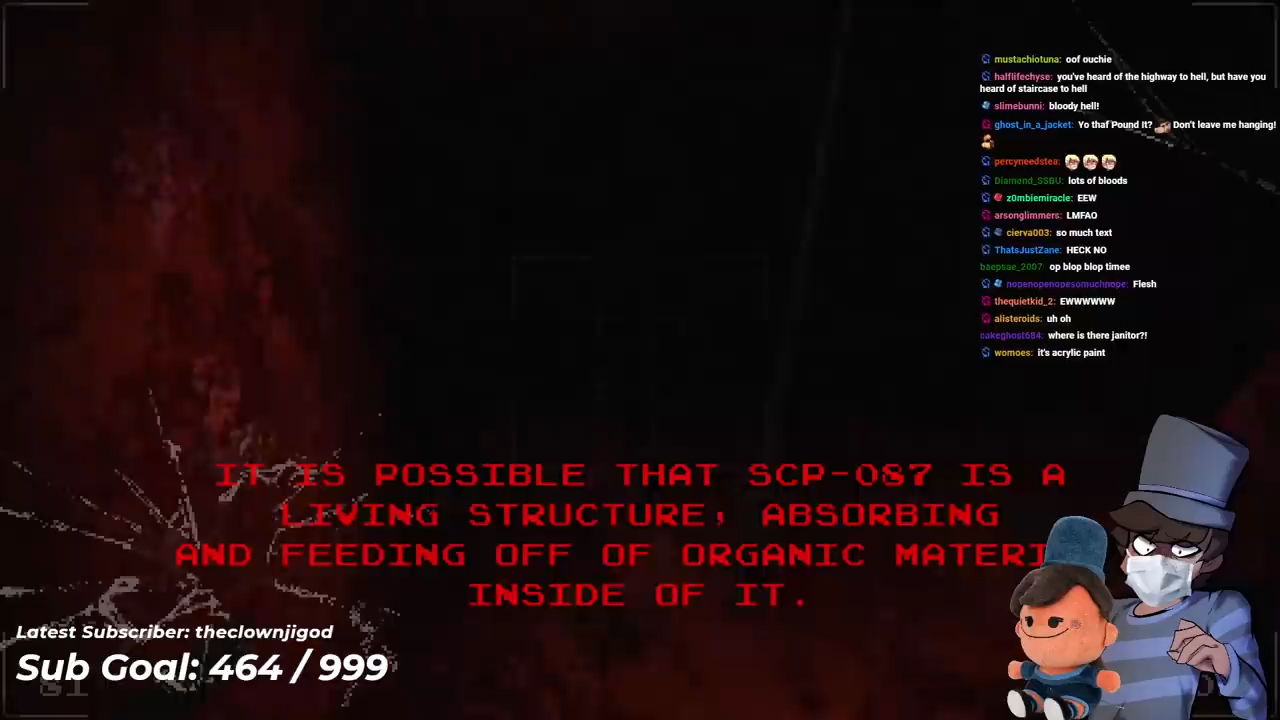 mustachiotuna: oof ouchie
halflifechyse: you've heard of the highway to hell, but have you
heard of staircase to hell
slimebunni: bloody hell!
ghost_in_a_jacket: Yo thaf Pound It? Don't leave me hanging!
percyneedstea:
Diamond_SSBU: lots of bloods
z0mbiemiracle: EEW
arsonglimmers: LMFAO
cierva003: so much text
ThatsJustZane: HECK NO
baepsae_2007: op blop blop timee
nopenopenopesomuchnope: Flesh
thequietkid_2: EWWWWWW
alisteroids: uh oh
cakeghost684: where is there janitor?!
womoes: it's acrylic paint
IT IS POSSIBLE THAT SCP-087 IS A
LIVING STRUCTURE, ABSORBING
AND FEEDING OFF OF ORGANIC MATERI
INSIDE OF IT.
Latest Subscriber: theclownjigod
Sub Goal: 464 / 999
81